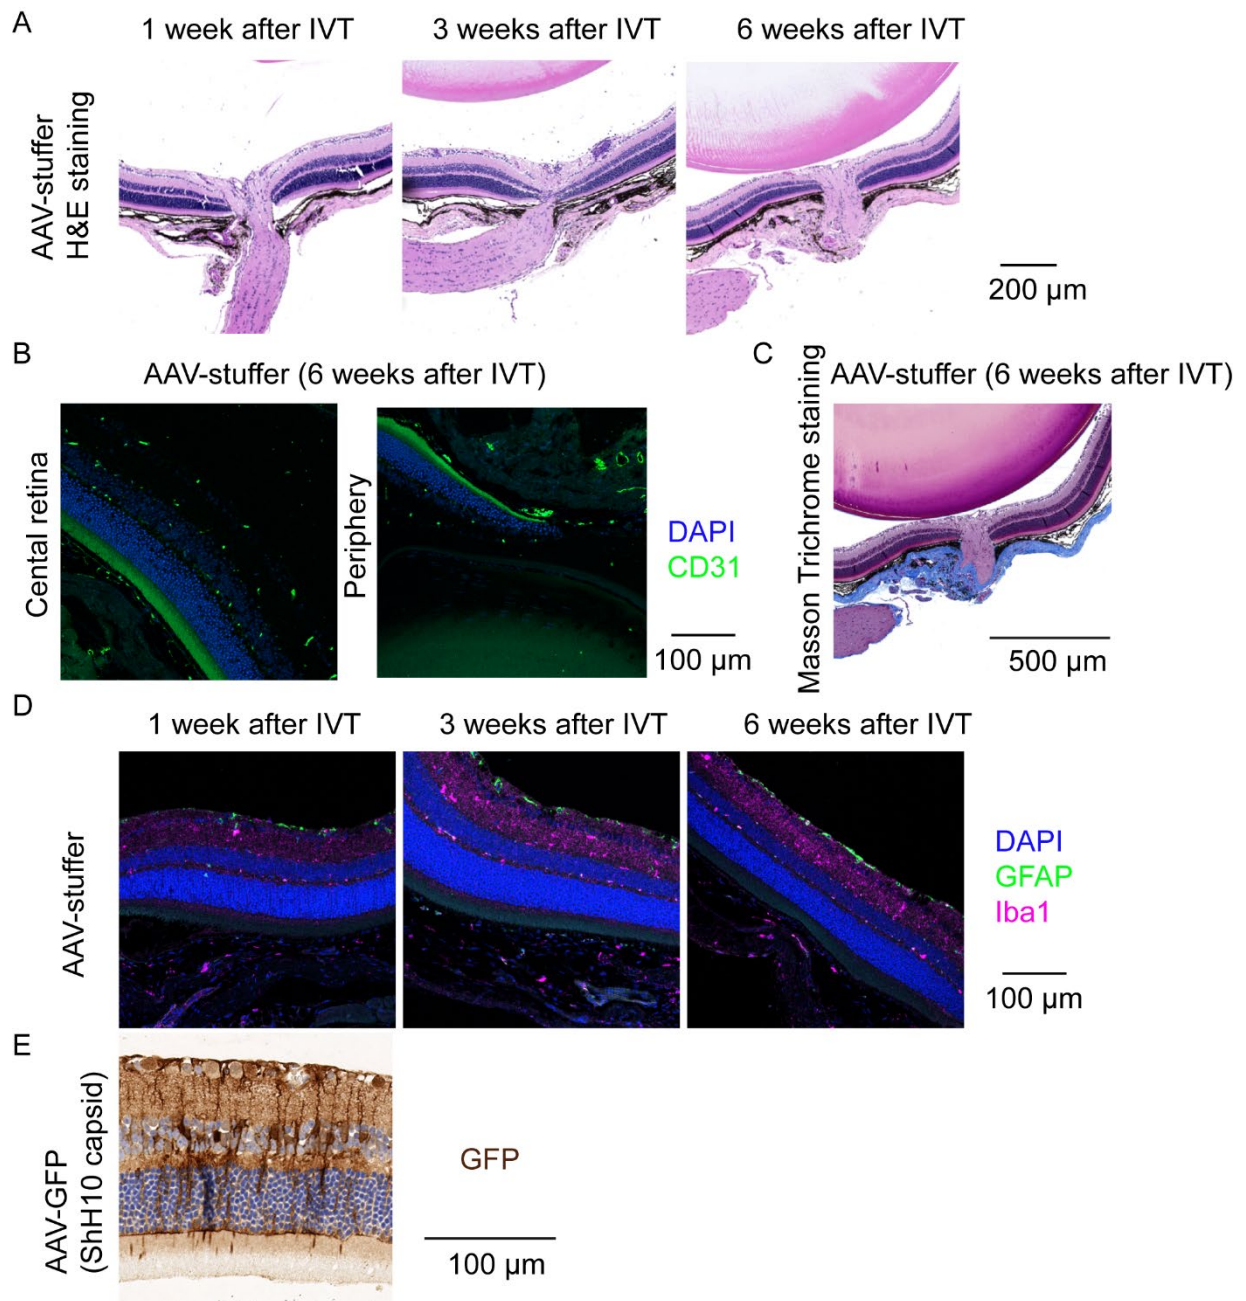 A
1 week after IVT
3 weeks after IVT
6 weeks after IVT
AAV-stuffer
H&E staining
200 µm
B
AAV-stuffer (6 weeks after IVT)
Cental retina
Periphery
DAPI
CD31
100 µm
C
AAV-stuffer (6 weeks after IVT)
Masson Trichrome staining
500 µm
D
1 week after IVT
3 weeks after IVT
6 weeks after IVT
AAV-stuffer
DAPI
GFAP
Iba1
100 µm
E
AAV-GFP
(ShH10 capsid)
GFP
100 µm